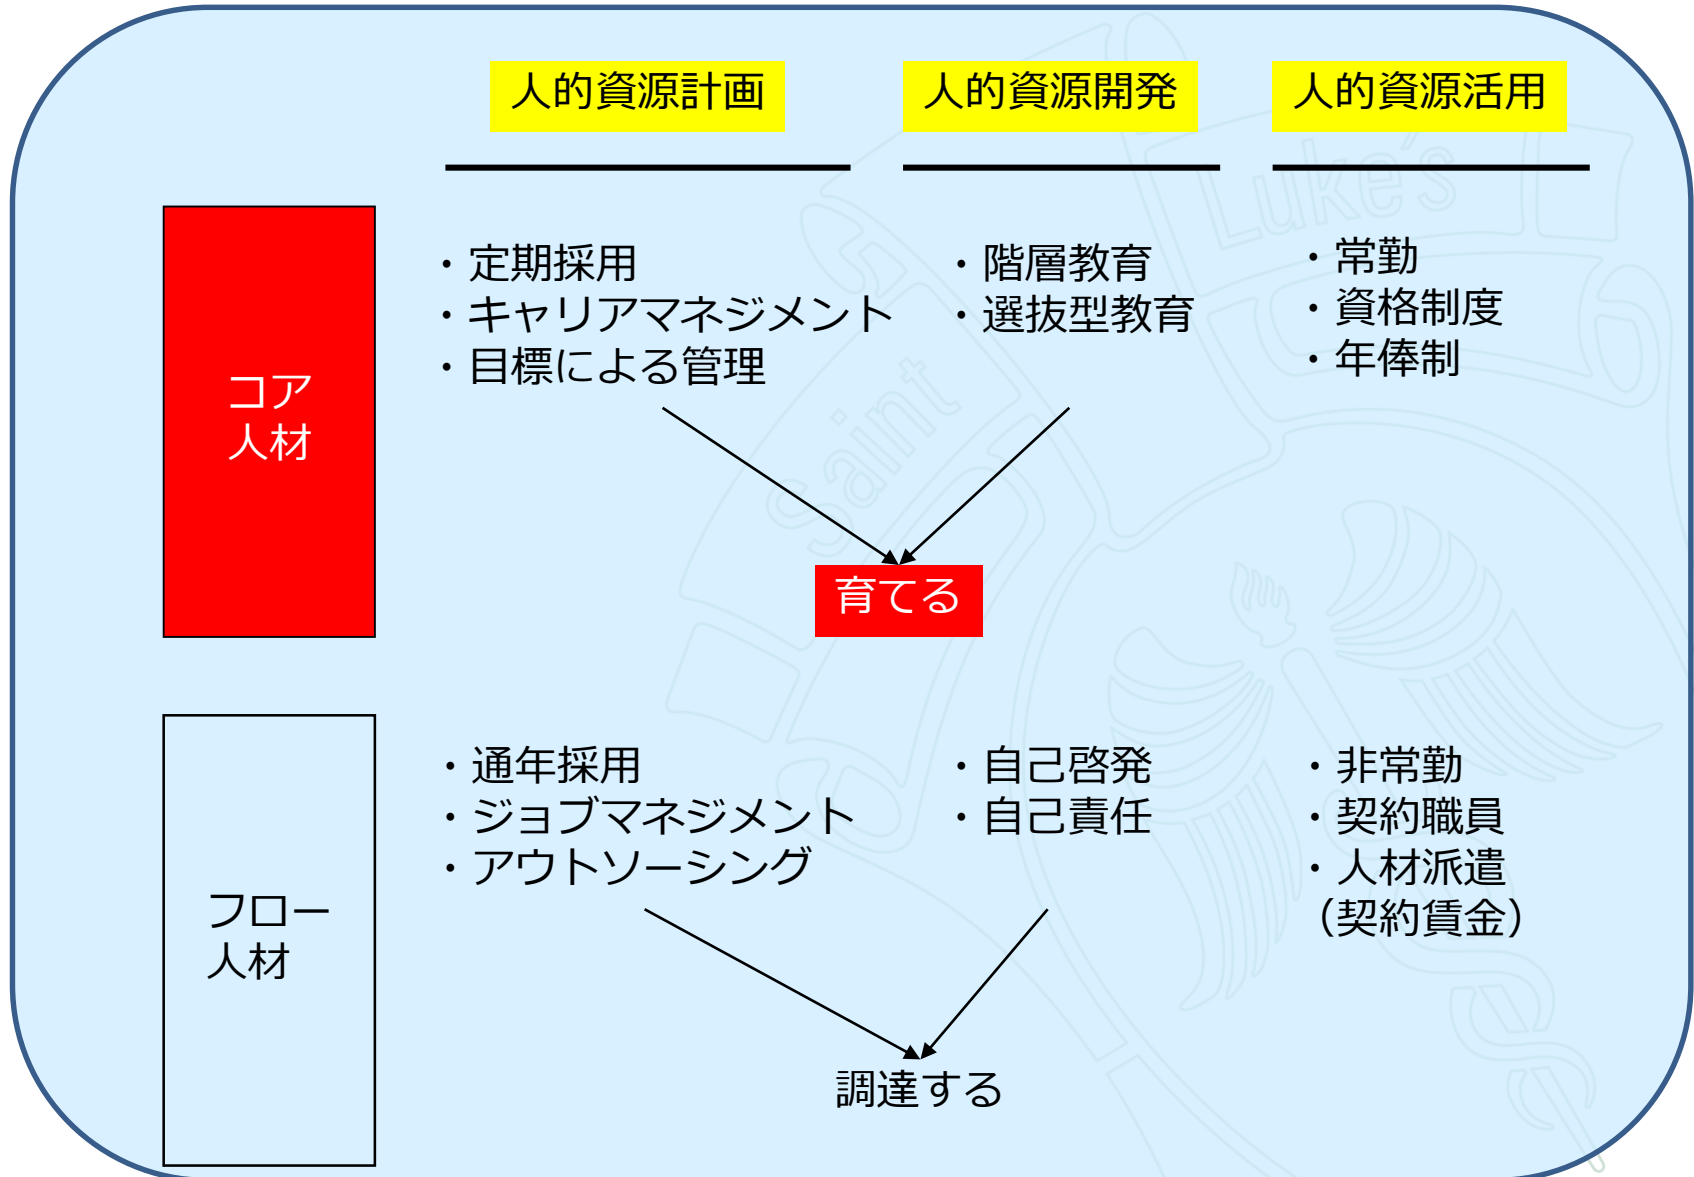 人的資源計画
人的資源開発
人的資源活用
コア
人材
・定期採用
・キャリアマネジメント
・目標による管理
・階層教育
・選抜型教育
・常勤
・資格制度
・年俸制
育てる
フロー
人材
・通年採用
・ジョブマネジメント
・アウトソーシング
・自己啓発
・自己責任
・非常勤
・契約職員
・人材派遣
（契約賃金）
調達する
Saint
Luke's